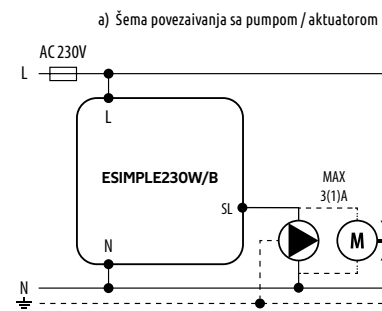 a) Šema povezaivanja sa pumpom / aktuatorom
AC 230V
L
L
ESIMPLE230W/B
MAX
3(1)A
SL
M
N
N